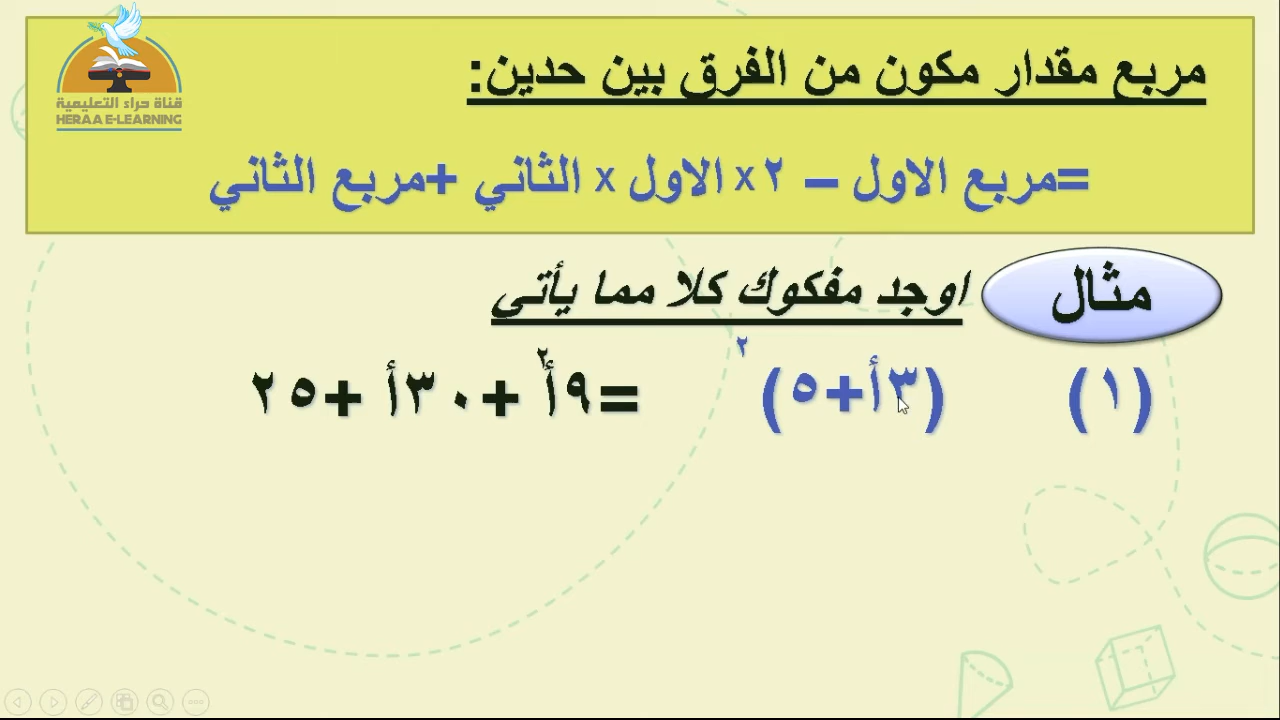 قناة حراء التعليمية
HERAA E-LEARNING
مربع مقدار مكون من الفرق بين حدين:
=مربع الاول – ٢ x الاول x الثاني +مربع الثاني
مثال
اوجد مفكوك كلا مما يأتي
(١) (٣أ+٥)٢ =٩أ٢ +٣٠أ +٢٥